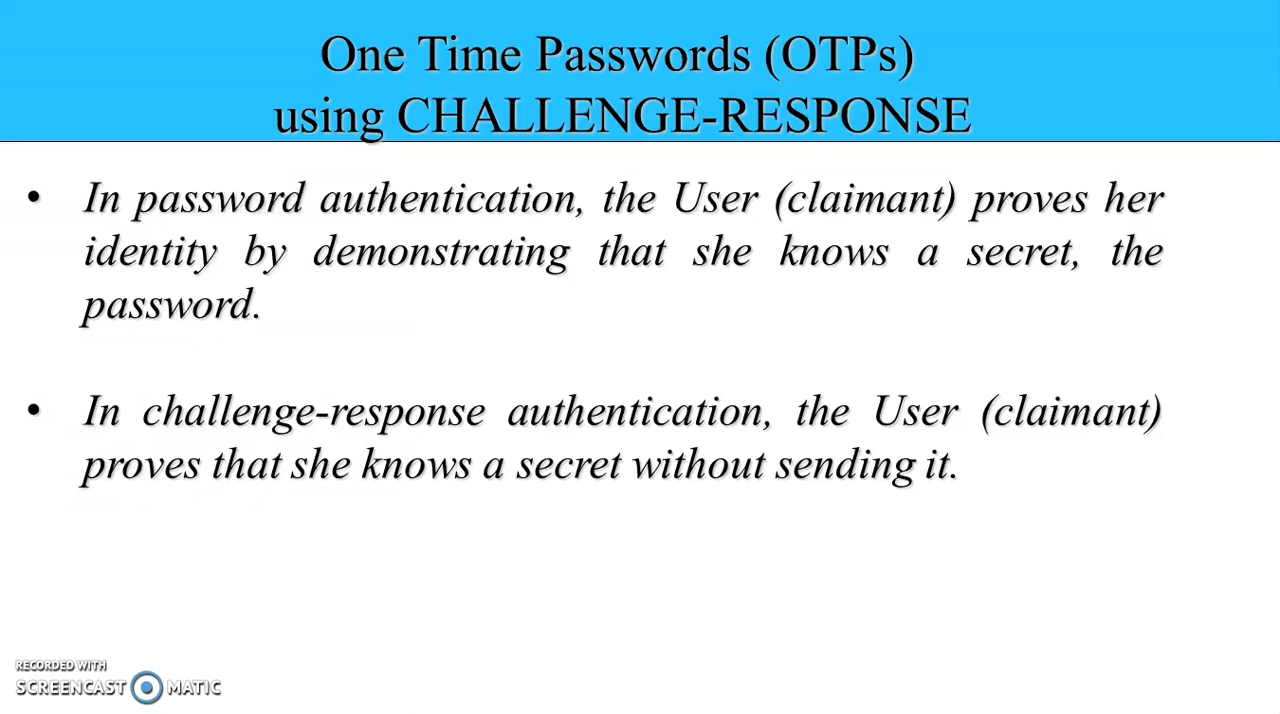 One Time Passwords (OTPs)
using CHALLENGE-RESPONSE
• In password authentication, the User (claimant) proves her
identity by demonstrating that she knows a secret, the
password.
• In challenge-response authentication, the User (claimant)
proves that she knows a secret without sending it.
RECORDED WITH
SCREENCAST MATIC